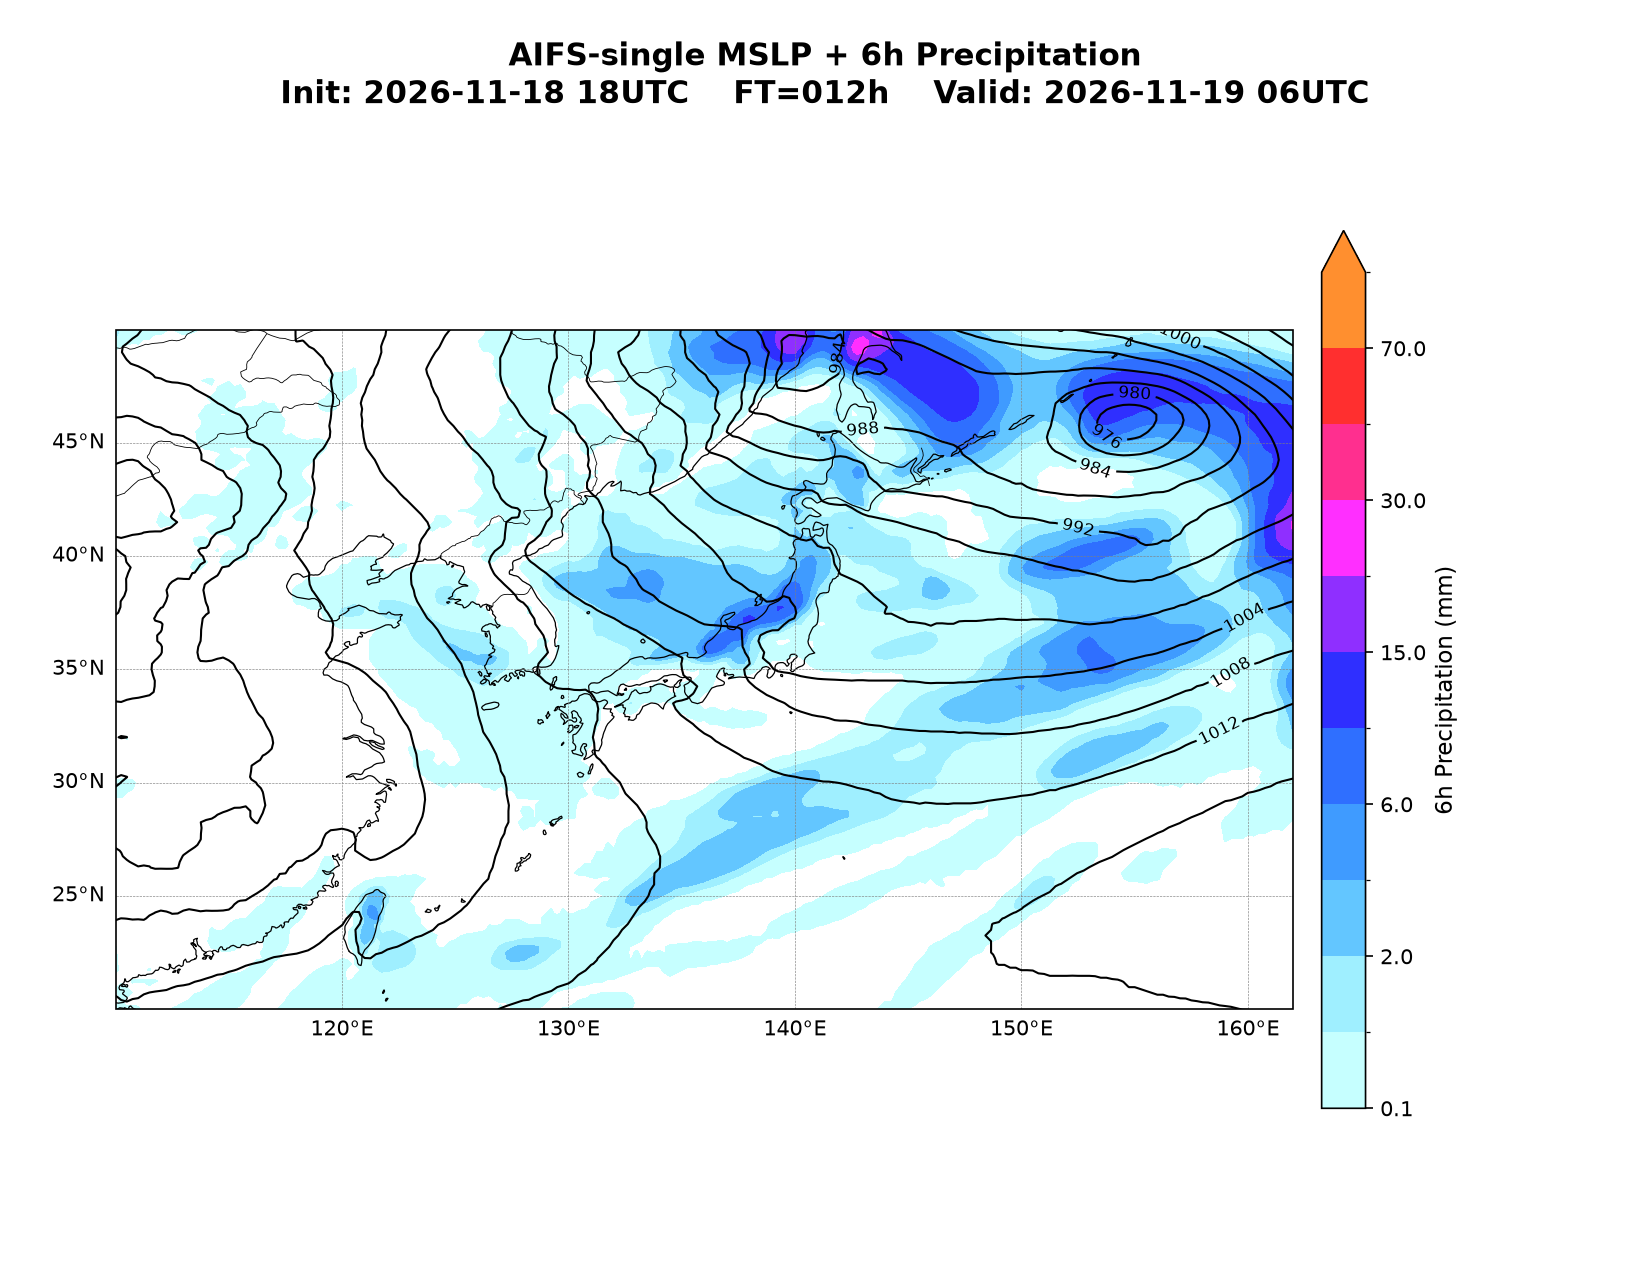 AIFS-single MSLP + 6h Precipitation
Init: 2026-11-18 18UTC    FT=012h    Valid: 2026-11-19 06UTC
1000
984
980
988
976
984
992
1004
1008
1012
45°N
40°N
35°N
30°N
25°N
120°E
130°E
140°E
150°E
160°E
70.0
30.0
15.0
6.0
2.0
0.1
6h Precipitation (mm)